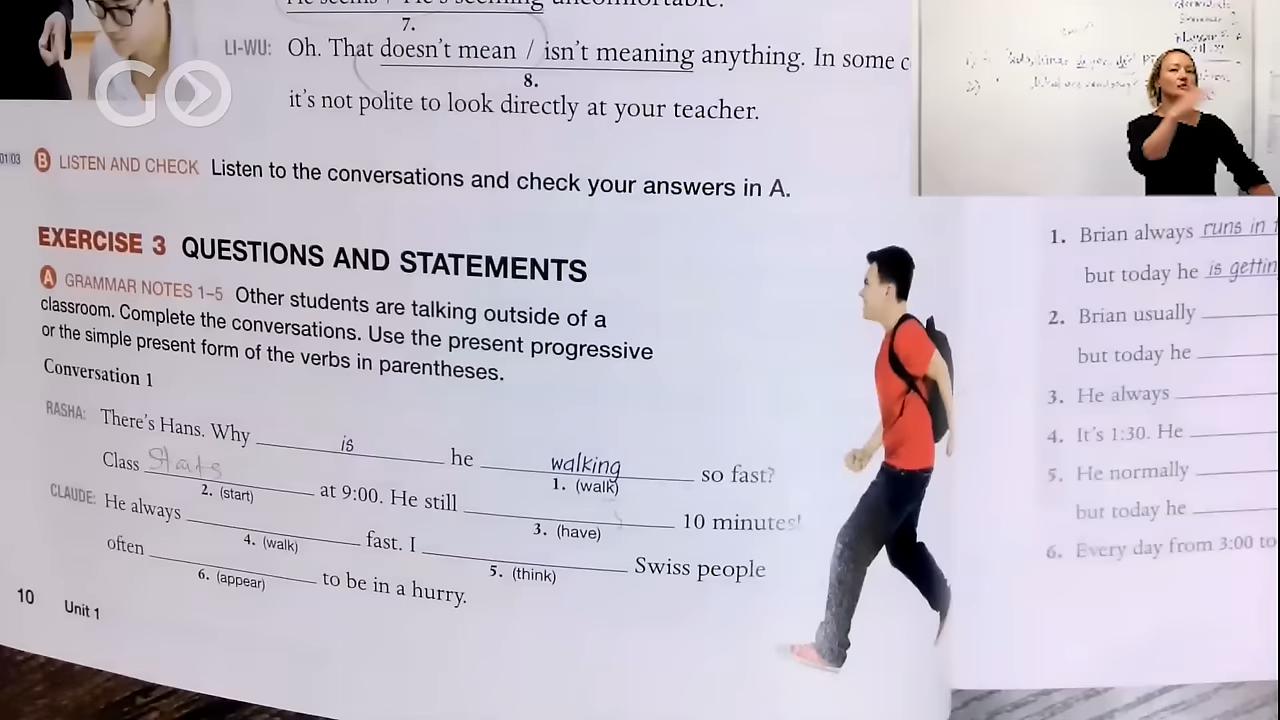 7.
LI-WU: Oh. That doesn't mean / isn't meaning anything. In some c
8.
it's not polite to look directly at your teacher.
GO
01|03 B LISTEN AND CHECK Listen to the conversations and check your answers in A.
EXERCISE 3 QUESTIONS AND STATEMENTS
A GRAMMAR NOTES 1–5 Other students are talking outside of a
classroom. Complete the conversations. Use the present progressive
or the simple present form of the verbs in parentheses.
Conversation 1
RASHA: There's Hans. Why is he walking so fast?
1. (walk)
Class Starts at 9:00. He still 10 minutes!
2. (start) 3. (have)
CLAUDE: He always fast. I Swiss people
4. (walk) 5. (think)
often to be in a hurry.
6. (appear)
10 Unit 1
1. Brian always runs in
but today he is gettin
2. Brian usually
but today he
3. He always
4. It's 1:30. He
5. He normally
but today he
6. Every day from 3:00 to